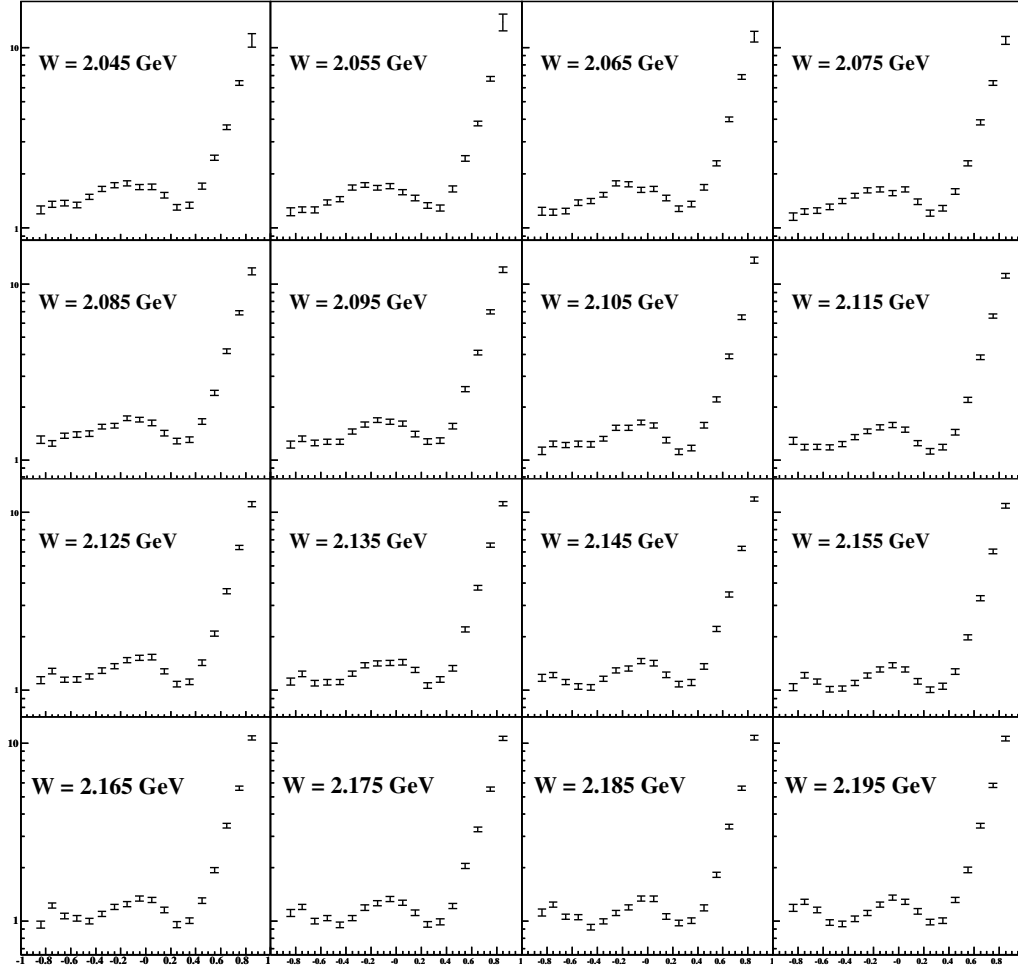 10
W = 2.045 GeV
W = 2.055 GeV
W = 2.065 GeV
W = 2.075 GeV
1
10
W = 2.085 GeV
W = 2.095 GeV
W = 2.105 GeV
W = 2.115 GeV
1
10
W = 2.125 GeV
W = 2.135 GeV
W = 2.145 GeV
W = 2.155 GeV
1
10
W = 2.165 GeV
W = 2.175 GeV
W = 2.185 GeV
W = 2.195 GeV
1
-1 -0.8 -0.6 -0.4 -0.2 -0 0.2 0.4 0.6 0.8 1
-0.8 -0.6 -0.4 -0.2 -0 0.2 0.4 0.6 0.8
-0.8 -0.6 -0.4 -0.2 -0 0.2 0.4 0.6 0.8
-0.8 -0.6 -0.4 -0.2 -0 0.2 0.4 0.6 0.8 1